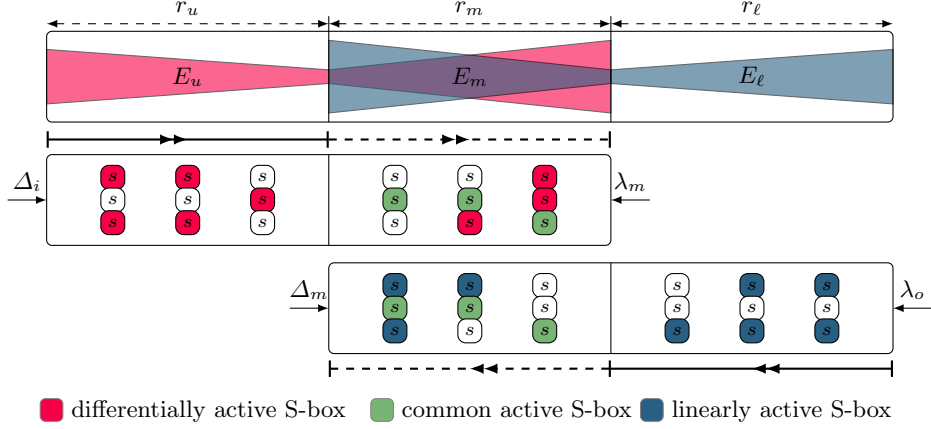 r_u r_m r_ℓ
E_u E_m E_ℓ
Δ_i s s s s s s λ_m
s s s s s s
s s s s s s
Δ_m s s s s s s λ_o
s s s s s s
s s s s s s
differentially active S-box common active S-box linearly active S-box